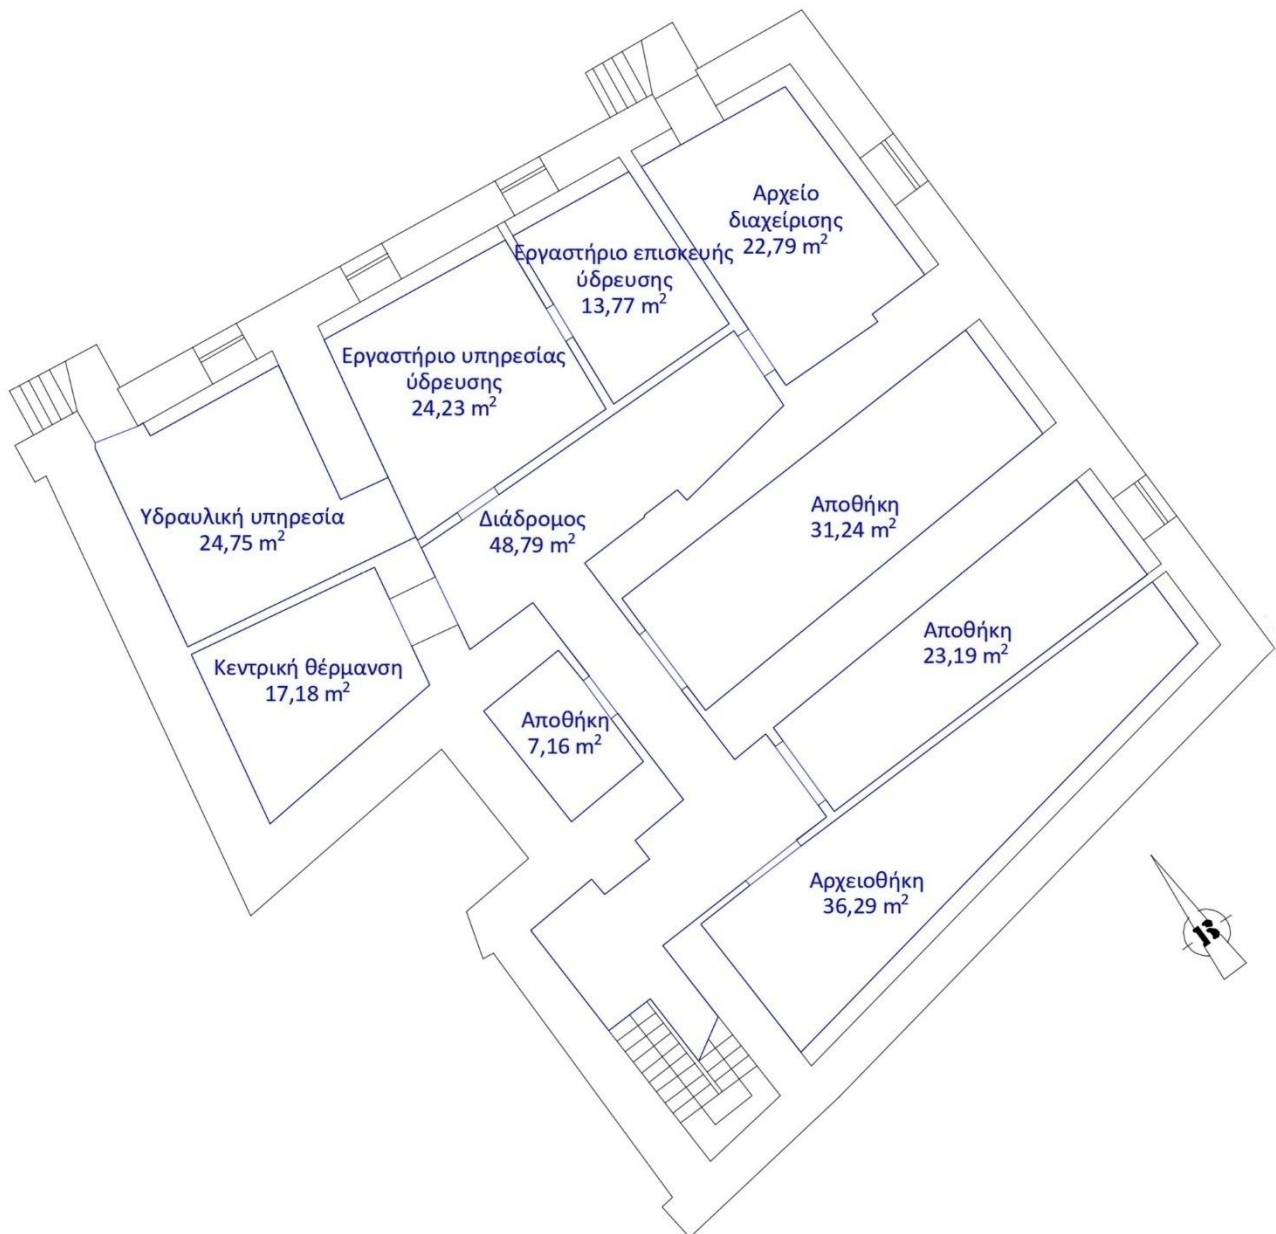 Αρχείο
διαχείρισης
22,79 m²
Εργαστήριο επισκευής
ύδρευσης
13,77 m²
Εργαστήριο υπηρεσίας
ύδρευσης
24,23 m²
Υδραυλική υπηρεσία
24,75 m²
Διάδρομος
48,79 m²
Αποθήκη
31,24 m²
Αποθήκη
23,19 m²
Κεντρική θέρμανση
17,18 m²
Αποθήκη
7,16 m²
Αρχειοθήκη
36,29 m²